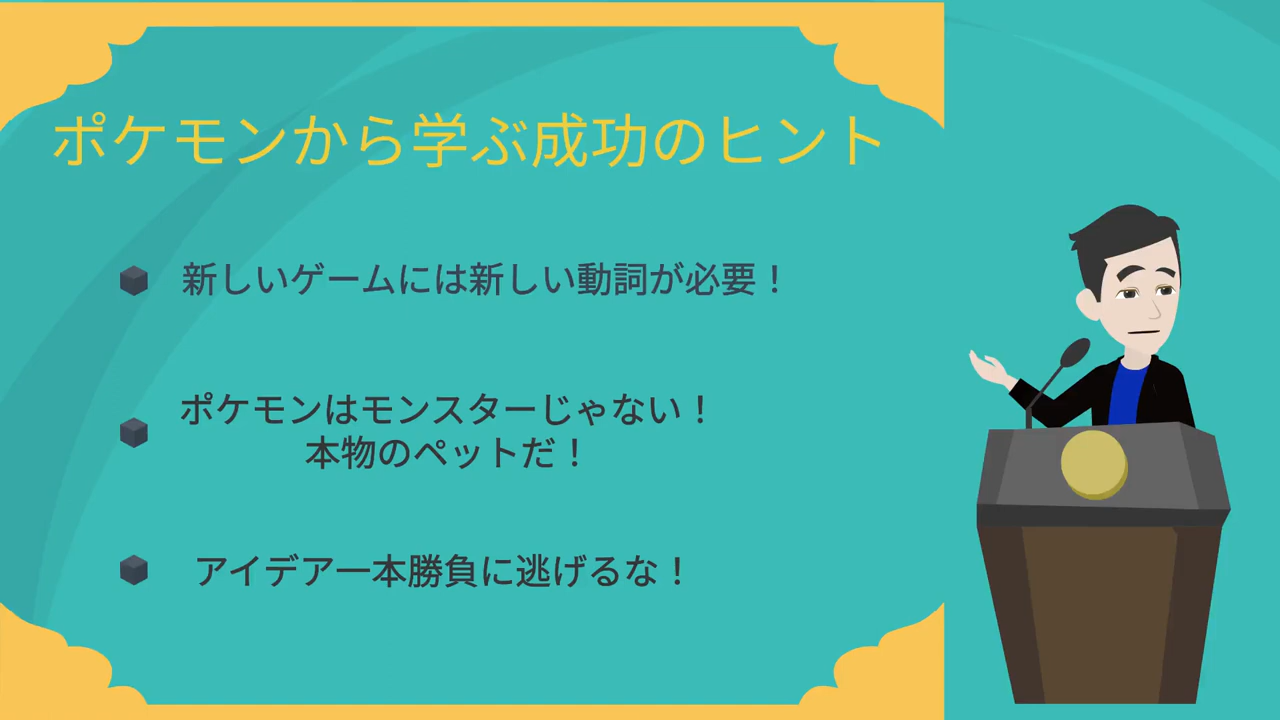 ポケモンから学ぶ成功のヒント
新しいゲームには新しい動詞が必要！
ポケモンはモンスターじゃない！
本物のペットだ！
アイデア一本勝負に逃げるな！